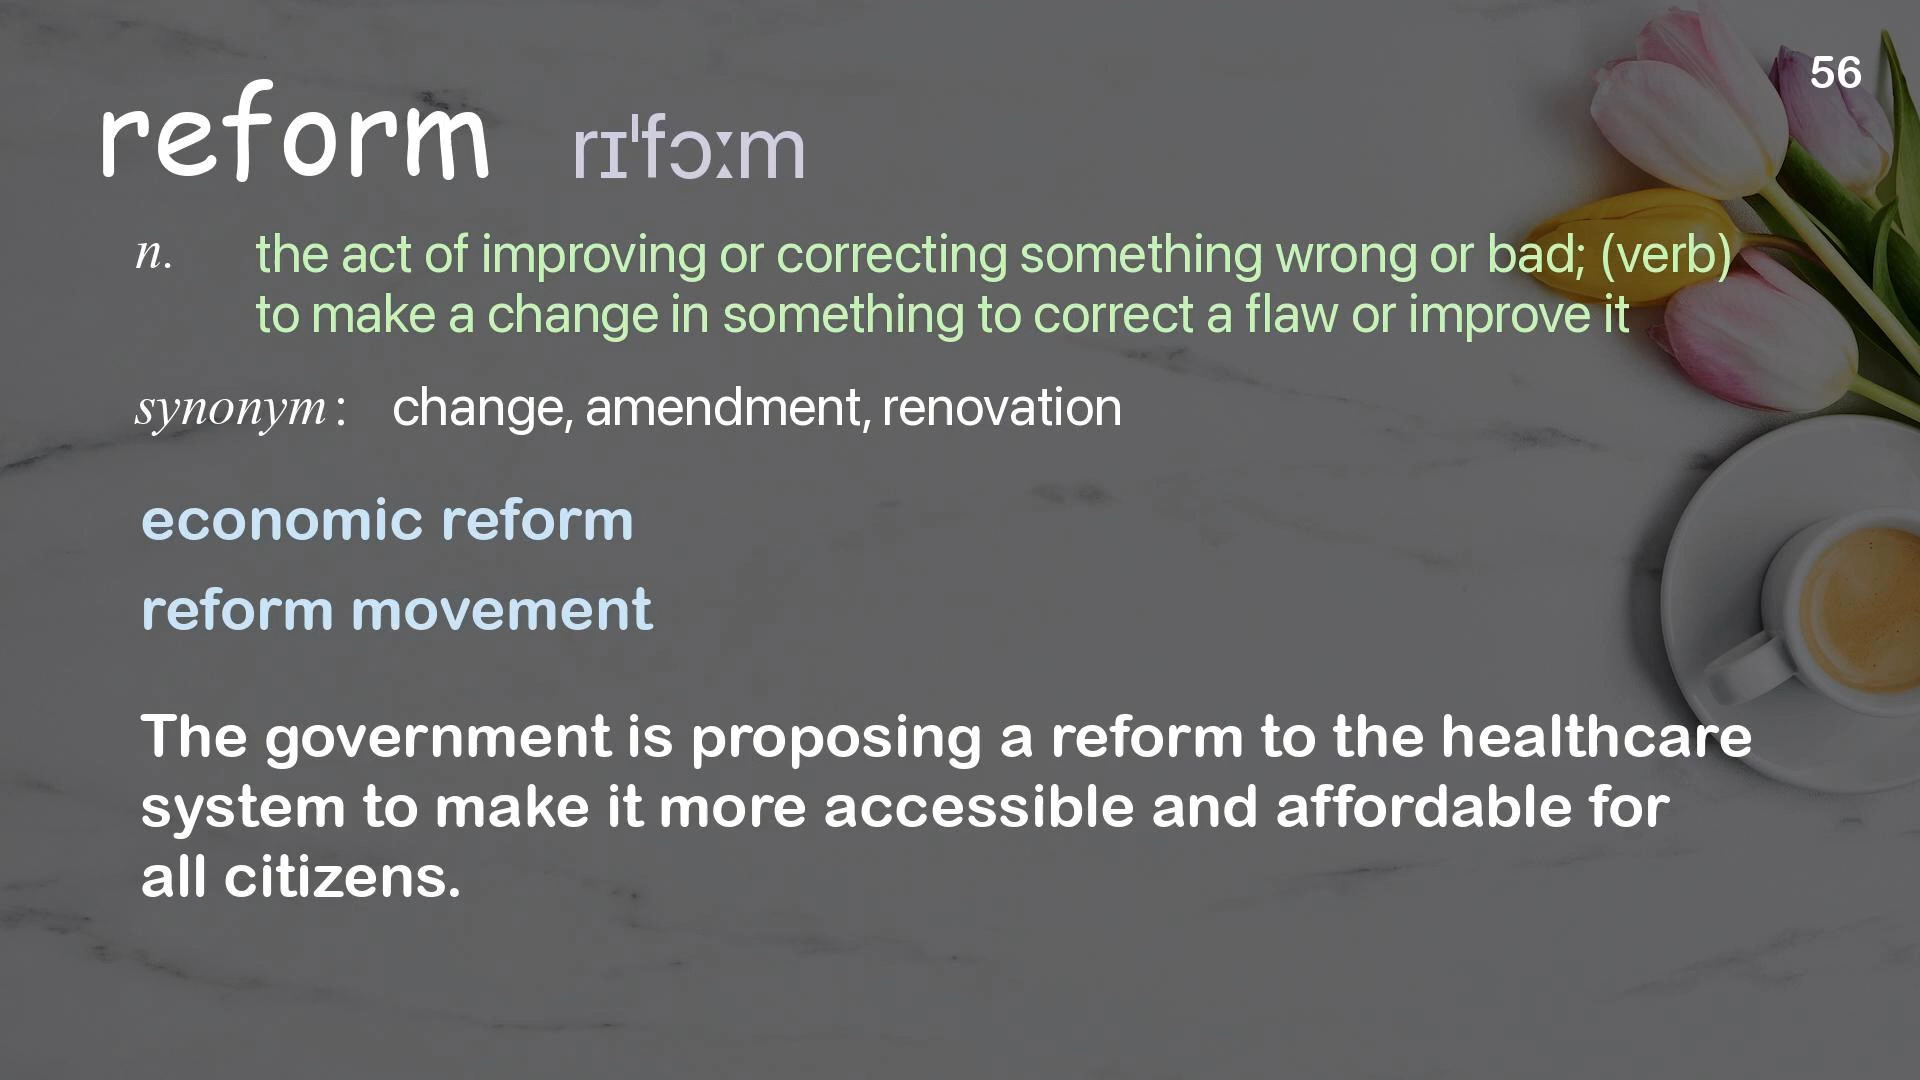 56
reform rɪˈfɔːm
n. the act of improving or correcting something wrong or bad; (verb)
to make a change in something to correct a flaw or improve it
synonym: change, amendment, renovation
economic reform
reform movement
The government is proposing a reform to the healthcare
system to make it more accessible and affordable for
all citizens.